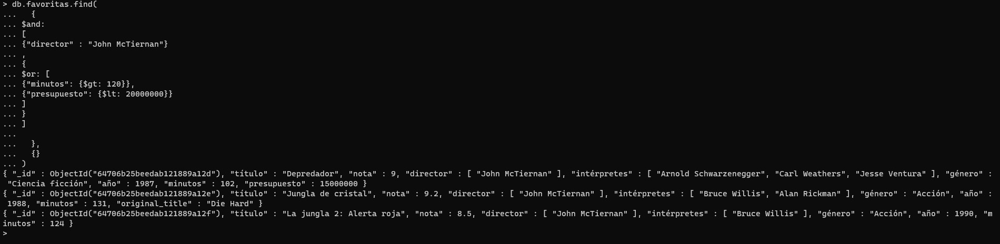 > db.favoritas.find(
...   {
... $and:
... [
... {"director" : "John McTiernan"}
... ,
... {
... $or: [
... {"minutos": {$gt: 120}},
... {"presupuesto": {$lt: 20000000}}
... ]
... }
... ]
...
...   },
...   {}
... )
{ "_id" : ObjectId("64706b25beedab121889a12d"), "título" : "Depredador", "nota" : 9, "director" : [ "John McTiernan" ], "intérpretes" : [ "Arnold Schwarzenegger", "Carl Weathers", "Jesse Ventura" ], "género" :
 "Ciencia ficción", "año" : 1987, "minutos" : 102, "presupuesto" : 15000000 }
{ "_id" : ObjectId("64706b25beedab121889a12e"), "título" : "Jungla de cristal", "nota" : 9.2, "director" : [ "John McTiernan" ], "intérpretes" : [ "Bruce Willis", "Alan Rickman" ], "género" : "Acción", "año" :
 1988, "minutos" : 131, "original_title" : "Die Hard" }
{ "_id" : ObjectId("64706b25beedab121889a12f"), "título" : "La jungla 2: Alerta roja", "nota" : 8.5, "director" : [ "John McTiernan" ], "intérpretes" : [ "Bruce Willis" ], "género" : "Acción", "año" : 1990, "m
inutos" : 124 }
>